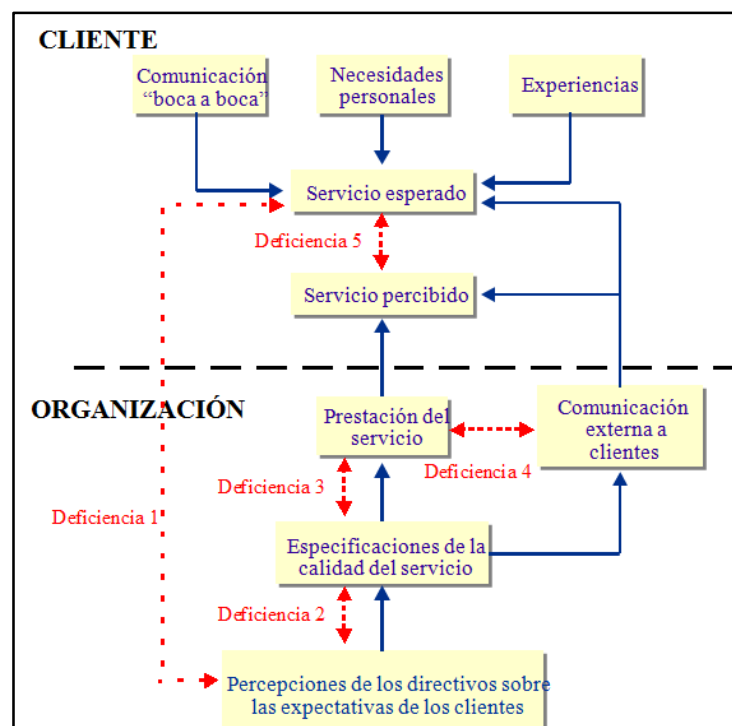 CLIENTE
Comunicación
“boca a boca”
Necesidades
personales
Experiencias
Servicio esperado
Deficiencia 5
Servicio percibido
ORGANIZACIÓN
Prestación del
servicio
Comunicación
externa a
clientes
Deficiencia 4
Deficiencia 3
Deficiencia 1
Especificaciones de la
calidad del servicio
Deficiencia 2
Percepciones de los directivos sobre
las expectativas de los clientes